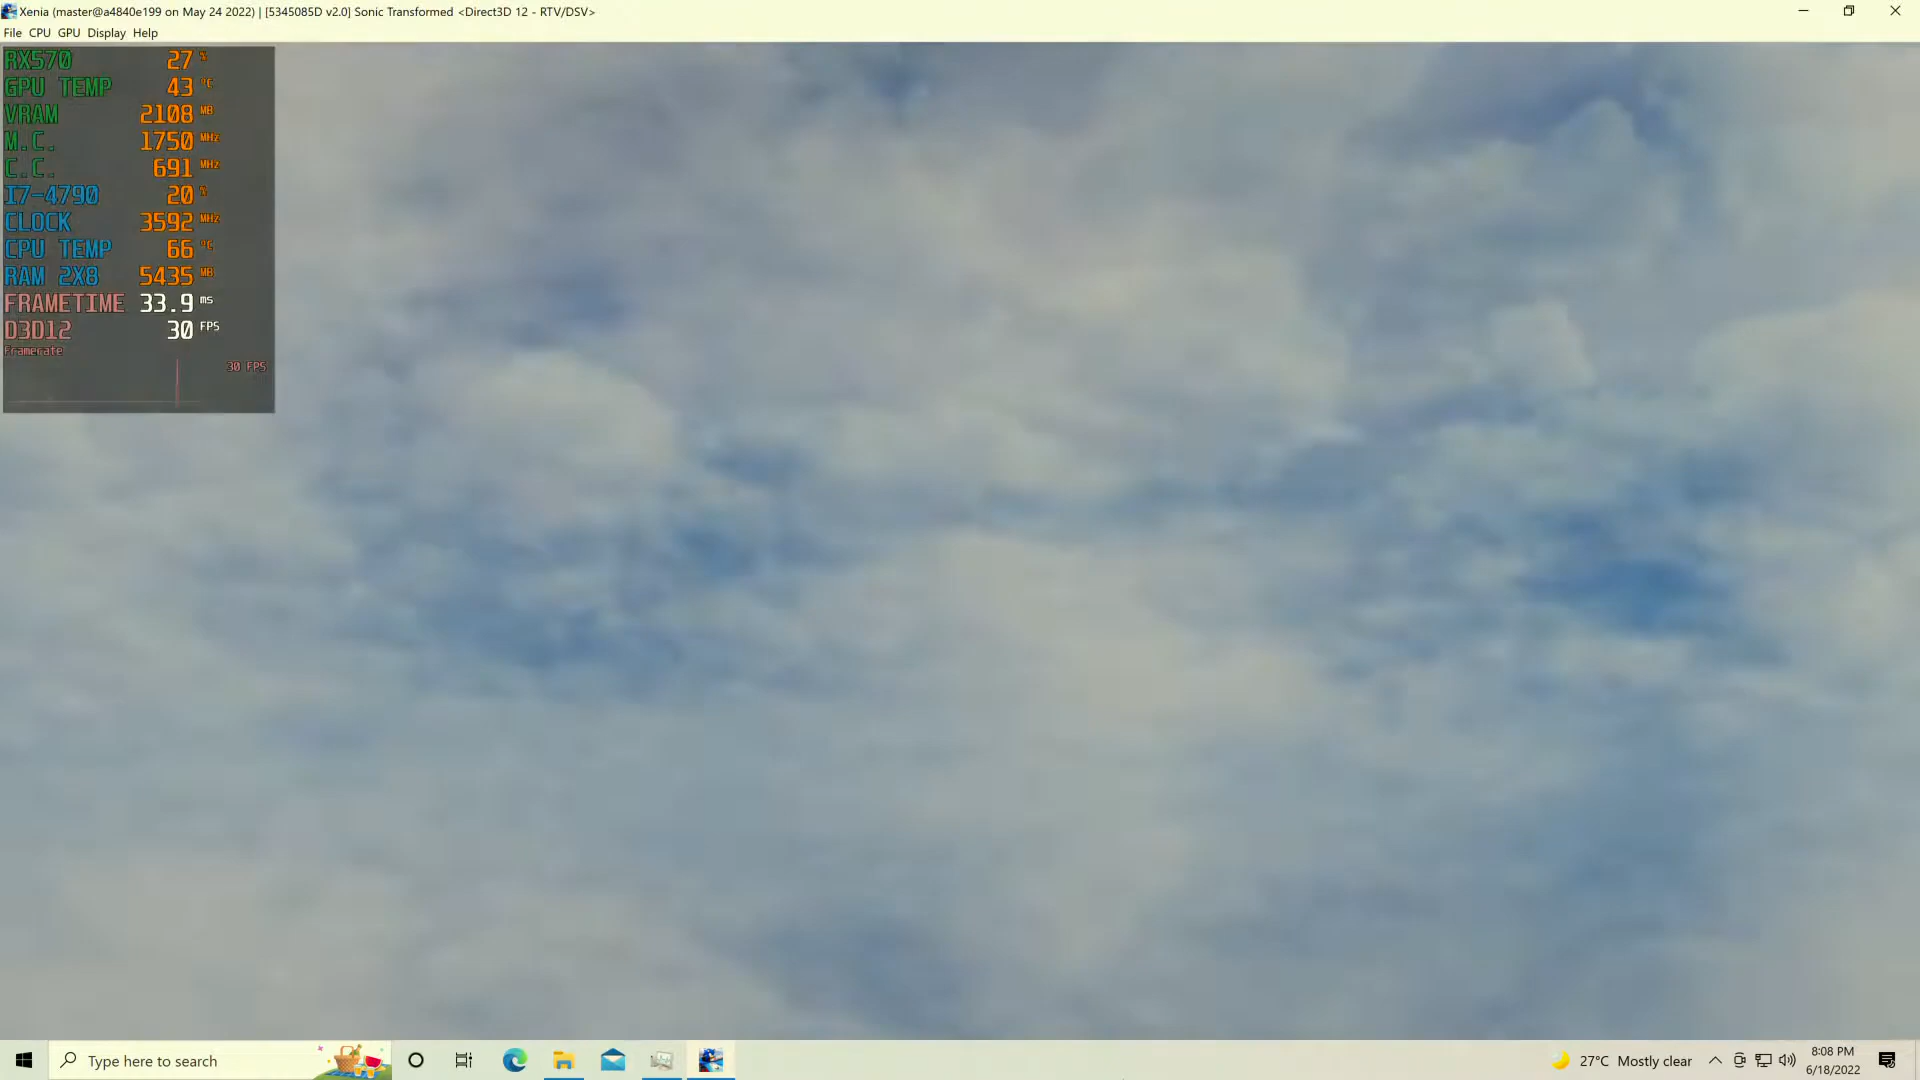 Xenia (master@a4840e199 on May 24 2022) | [5345085D v2.0] Sonic Transformed <Direct3D 12 - RTV/DSV>
File CPU GPU Display Help
RX570 27 %
GPU TEMP 43 °C
VRAM 2108 MB
M.C. 1750 MHz
C.C. 691 MHz
I7-4790 20 %
CLOCK 3592 MHz
CPU TEMP 66 °C
RAM 2X8 5435 MB
FRAMETIME 33.9 ms
D3D12 30 FPS
Framerate
30 FPS
Type here to search
27°C Mostly clear
8:08 PM
6/18/2022